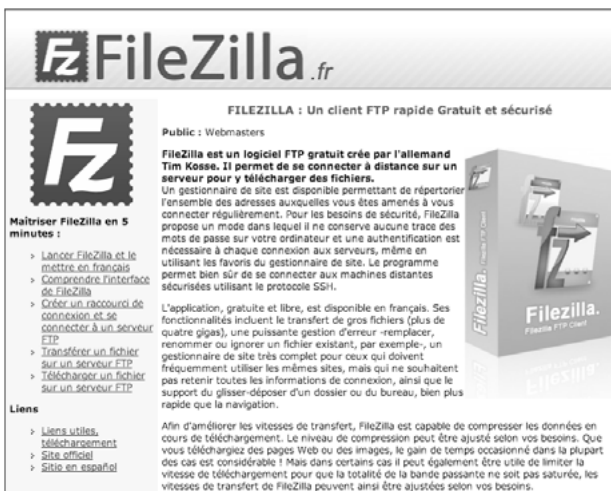 FileZilla .fr
Fz
Fz
Maîtriser FileZilla en 5
minutes :
› Lancer FileZilla et le
mettre en français
› Comprendre l'interface
de FileZilla
› Créer un raccourci de
connexion et se
connecter à un serveur
FTP
› Transférer un fichier
sur un serveur FTP
› Télécharger un fichier
sur un serveur FTP
Liens
› Liens utiles,
téléchargement
› Site officiel
› Sitio en español
FILEZILLA : Un client FTP rapide Gratuit et sécurisé
Public : Webmasters
FileZilla est un logiciel FTP gratuit crée par l'allemand
Tim Kosse. Il permet de se connecter à distance sur un
serveur pour y télécharger des fichiers.
Un gestionnaire de site est disponible permettant de répertorier
l'ensemble des adresses auxquelles vous êtes amenés à vous
connecter régulièrement. Pour les besoins de sécurité, FileZilla
propose un mode dans lequel il ne conserve aucune trace des
mots de passe sur votre ordinateur et une authentification est
nécessaire à chaque connexion aux serveurs, même en
utilisant les favoris du gestionnaire de site. Le programme
permet bien sûr de se connecter aux machines distantes
sécurisées utilisant le protocole SSH.
L'application, gratuite et libre, est disponible en français. Ses
fonctionnalités incluent le transfert de gros fichiers (plus de
quatre gigas), une puissante gestion d'erreur -remplacer,
renommer ou ignorer un fichier existant, par exemple-, un
gestionnaire de site très complet pour ceux qui doivent
fréquemment utiliser les mêmes sites, mais qui ne souhaitent
pas retenir toutes les informations de connexion, ainsi que le
support du glisser-déposer d'un dossier ou du bureau, bien plus
rapide que la navigation.
Afin d'améliorer les vitesses de transfert, FileZilla est capable de compresser les données en
cours de téléchargement. Le niveau de compression peut être ajusté selon vos besoins. Que
vous téléchargiez des pages Web ou des images, le gain de temps occasionné dans la plupart
des cas est considérable ! Mais dans certains cas il peut également être utile de limiter la
vitesse de téléchargement pour que la totalité de la bande passante ne soit pas saturée, les
vitesses de transfert de FileZilla peuvent ainsi être ajustées selon vos besoins.
Filezilla.
Filezilla.
Filezilla FTP Client